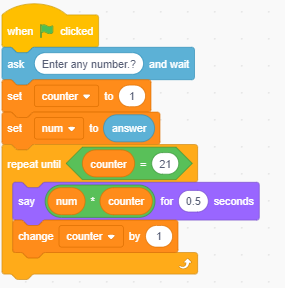 when clicked
ask Enter any number.? and wait
set counter to 1
set num to answer
repeat until counter = 21
say num * counter for 0.5 seconds
change counter by 1